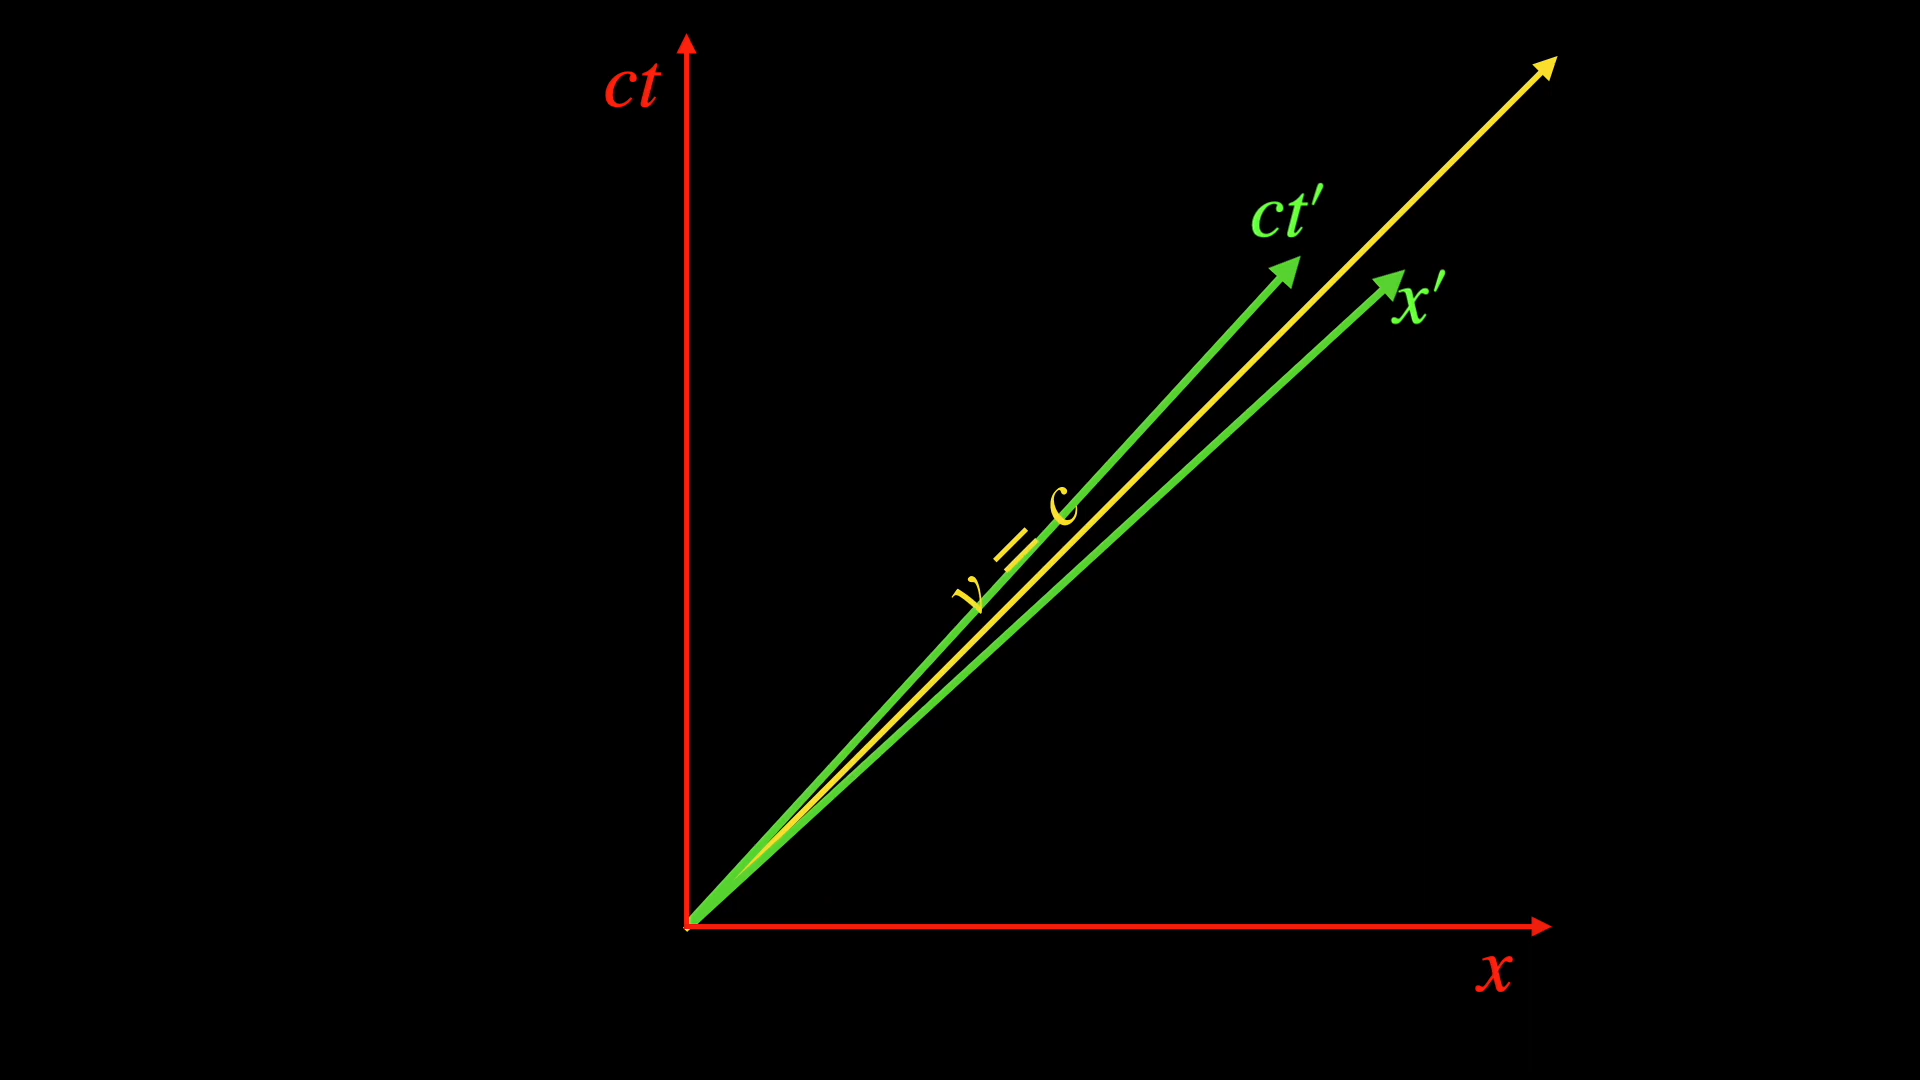 ct
ct′
x′
v = c
x